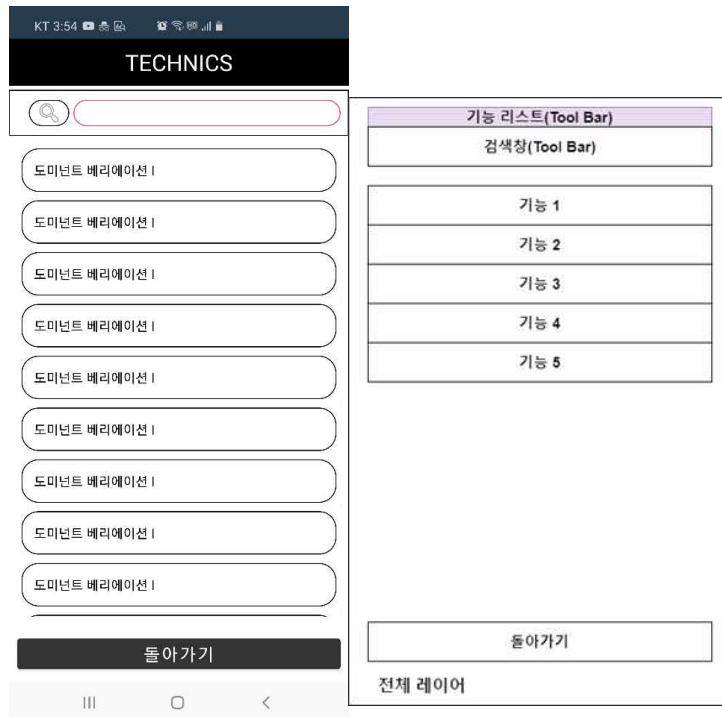 KT 3:54
TECHNICS
도미넌트 베리에이션 I
도미넌트 베리에이션 I
도미넌트 베리에이션 I
도미넌트 베리에이션 I
도미넌트 베리에이션 I
도미넌트 베리에이션 I
도미넌트 베리에이션 I
도미넌트 베리에이션 I
도미넌트 베리에이션 I
돌아가기
기능 리스트(Tool Bar)
검색창(Tool Bar)
기능 1
기능 2
기능 3
기능 4
기능 5
돌아가기
전체 레이어